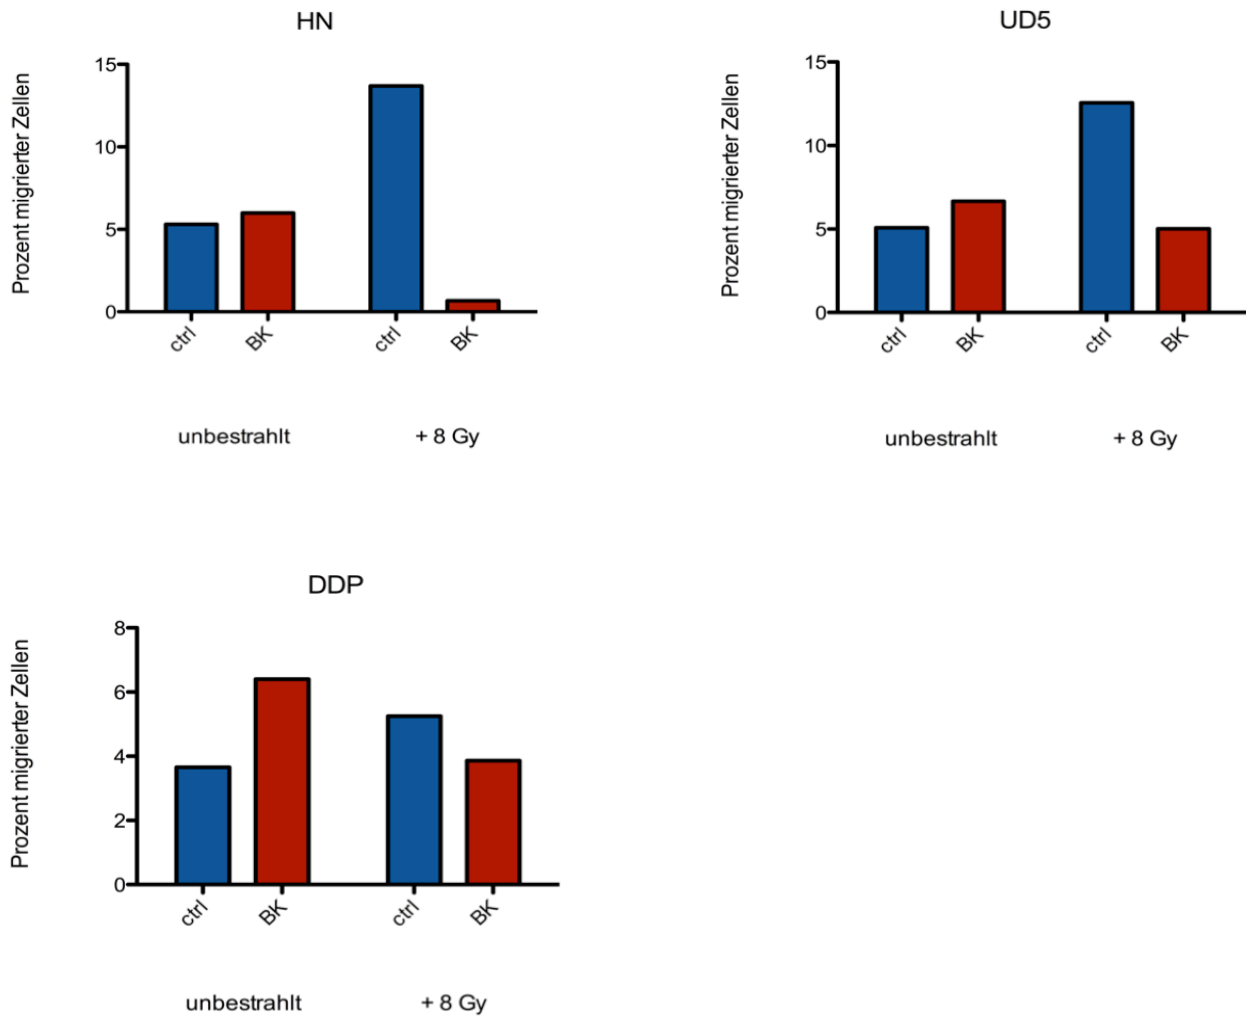 HN
Prozent migrierter Zellen
15
10
5
0
ctrl
BK
ctrl
BK
unbestrahlt
+ 8 Gy
UD5
Prozent migrierter Zellen
15
10
5
0
ctrl
BK
ctrl
BK
unbestrahlt
+ 8 Gy
DDP
Prozent migrierter Zellen
8
6
4
2
0
ctrl
BK
ctrl
BK
unbestrahlt
+ 8 Gy